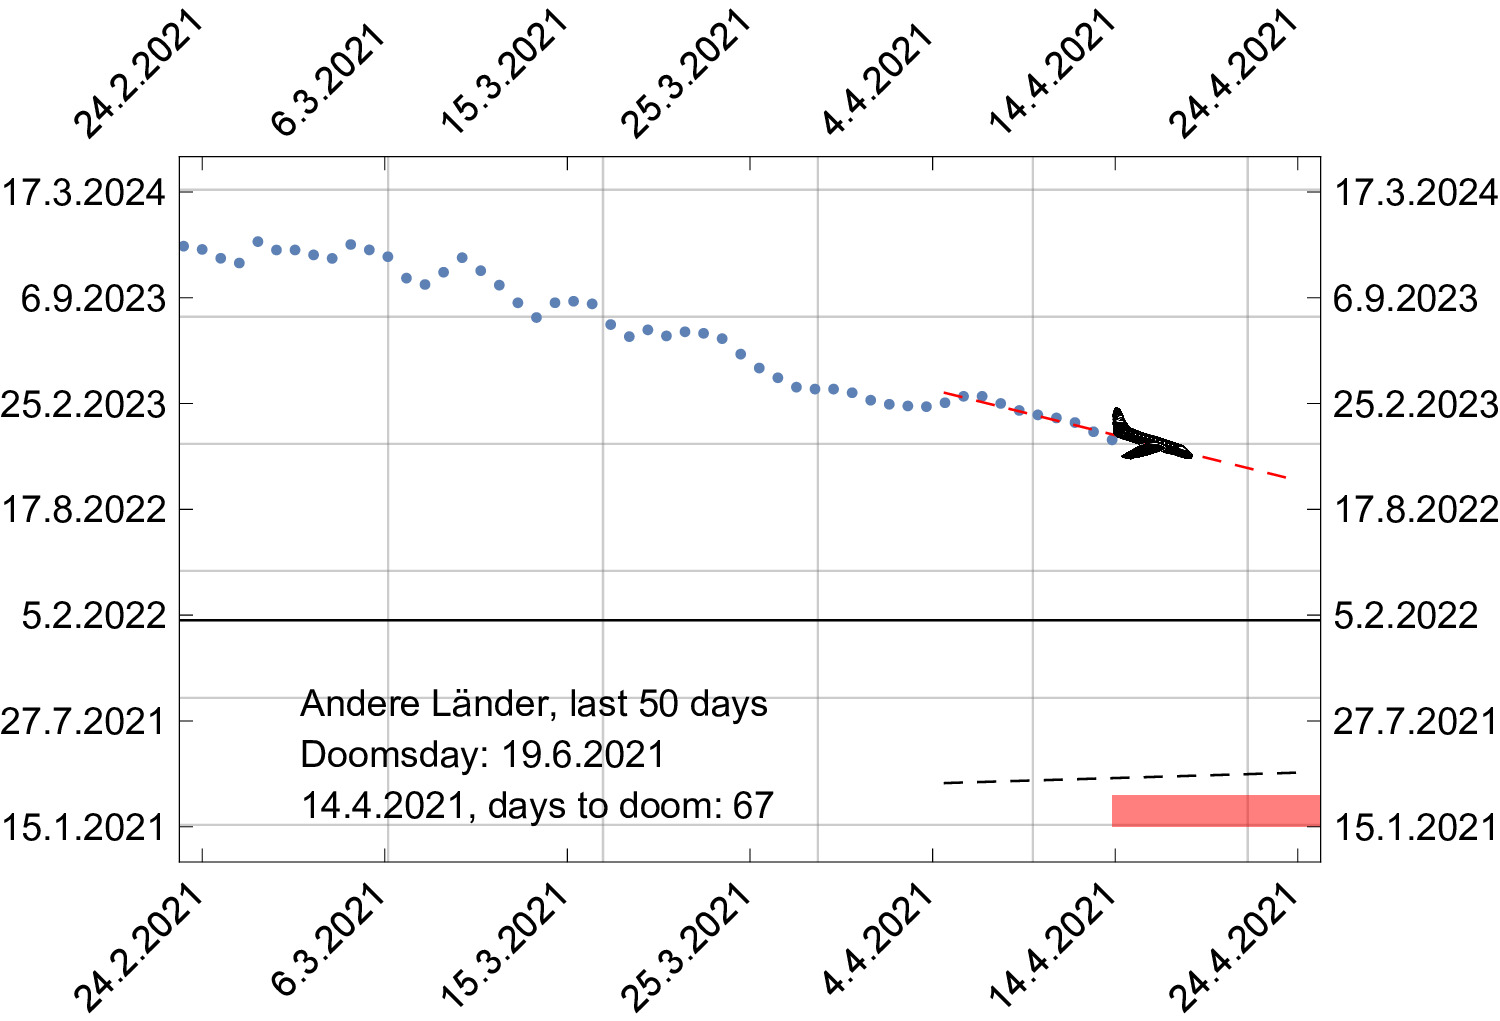 24.2.2021 6.3.2021 15.3.2021 25.3.2021 4.4.2021 14.4.2021 24.4.2021
17.3.2024 17.3.2024
6.9.2023 6.9.2023
25.2.2023 25.2.2023
17.8.2022 17.8.2022
5.2.2022 5.2.2022
Andere Länder, last 50 days
27.7.2021 27.7.2021
Doomsday: 19.6.2021
14.4.2021, days to doom: 67
15.1.2021 15.1.2021
24.2.2021 6.3.2021 15.3.2021 25.3.2021 4.4.2021 14.4.2021 24.4.2021